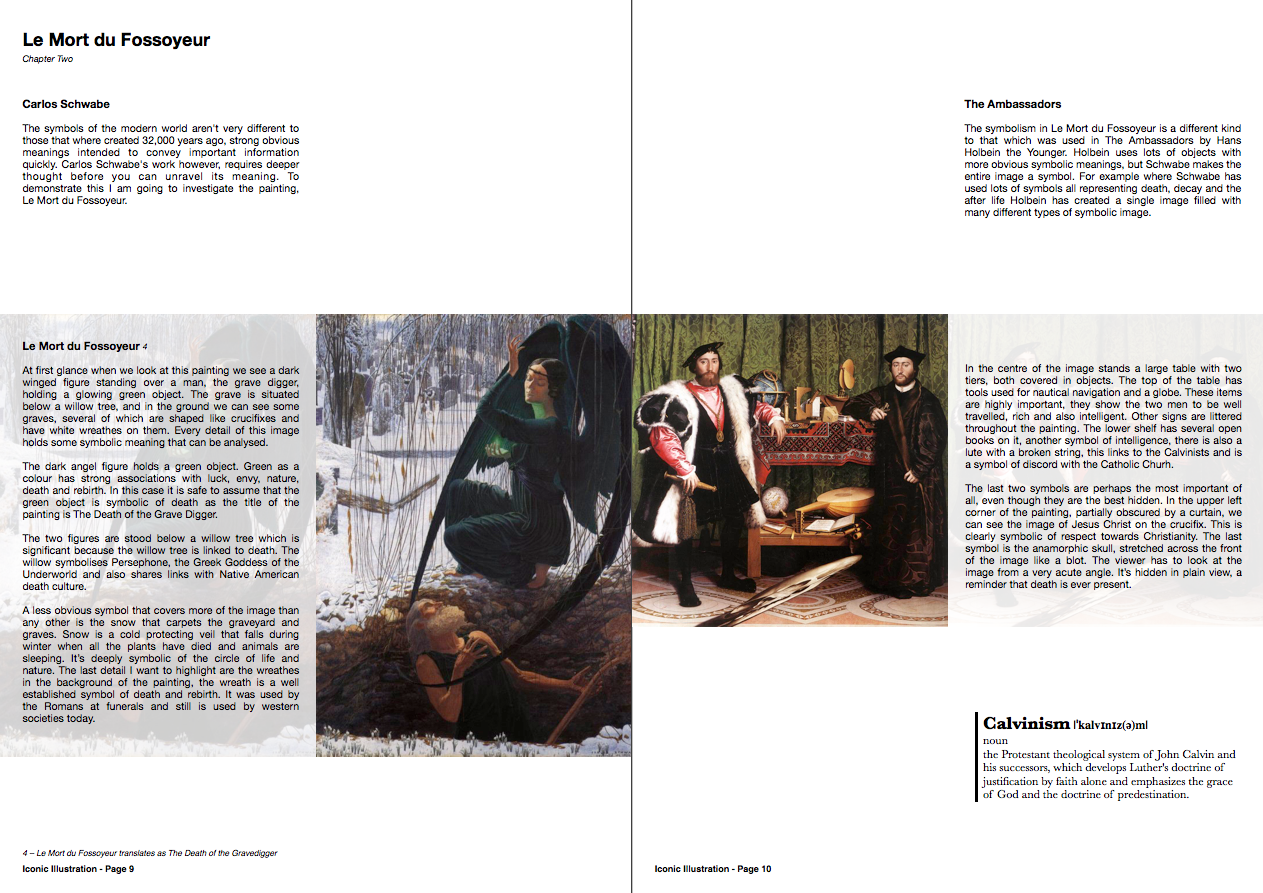 Le Mort du Fossoyeur
Chapter Two
Carlos Schwabe
The symbols of the modern world aren't very different to
those that where created 32,000 years ago, strong obvious
meanings intended to convey important information
quickly. Carlos Schwabe's work however, requires deeper
thought before you can unravel its meaning. To
demonstrate this I am going to investigate the painting,
Le Mort du Fossoyeur.
Le Mort du Fossoyeur 4
At first glance when we look at this painting we see a dark
winged figure standing over a man, the grave digger,
holding a glowing green object. The grave is situated
below a willow tree, and in the ground we can see some
graves, several of which are shaped like crucifixes and
have white wreathes on them. Every detail of this image
holds some symbolic meaning that can be analysed.
The dark angel figure holds a green object. Green as a
colour has strong associations with luck, envy, nature,
death and rebirth. In this case it is safe to assume that the
green object is symbolic of death as the title of the
painting is The Death of the Grave Digger.
The two figures are stood below a willow tree which is
significant because the willow tree is linked to death. The
willow symbolises Persephone, the Greek Goddess of the
Underworld and also shares links with Native American
death culture.
A less obvious symbol that covers more of the image than
any other is the snow that carpets the graveyard and
graves. Snow is a cold protecting veil that falls during
winter when all the plants have died and animals are
sleeping. It's deeply symbolic of the circle of life and
nature. The last detail I want to highlight are the wreathes
in the background of the painting, the wreath is a well
established symbol of death and rebirth. It was used by
the Romans at funerals and still is used by western
societies today.
4 – Le Mort du Fossoyeur translates as The Death of the Gravedigger
Iconic Illustration - Page 9
The Ambassadors
The symbolism in Le Mort du Fossoyeur is a different kind
to that which was used in The Ambassadors by Hans
Holbein the Younger. Holbein uses lots of objects with
more obvious symbolic meanings, but Schwabe makes the
entire image a symbol. For example where Schwabe has
used lots of symbols all representing death, decay and the
after life Holbein has created a single image filled with
many different types of symbolic image.
In the centre of the image stands a large table with two
tiers, both covered in objects. The top of the table has
tools used for nautical navigation and a globe. These items
are highly important, they show the two men to be well
travelled, rich and also intelligent. Other signs are littered
throughout the painting. The lower shelf has several open
books on it, another symbol of intelligence, there is also a
lute with a broken string, this links to the Calvinists and is
a symbol of discord with the Catholic Churh.
The last two symbols are perhaps the most important of
all, even though they are the best hidden. In the upper left
corner of the painting, partially obscured by a curtain, we
can see the image of Jesus Christ on the crucifix. This is
clearly symbolic of respect towards Christianity. The last
symbol is the anamorphic skull, stretched across the front
of the image like a blot. The viewer has to look at the
image from a very acute angle. It's hidden in plain view, a
reminder that death is ever present.
Calvinism |ˈkalvɪnɪz(ə)m|
noun
the Protestant theological system of John Calvin and
his successors, which develops Luther's doctrine of
justification by faith alone and emphasizes the grace
of God and the doctrine of predestination.
Iconic Illustration - Page 10